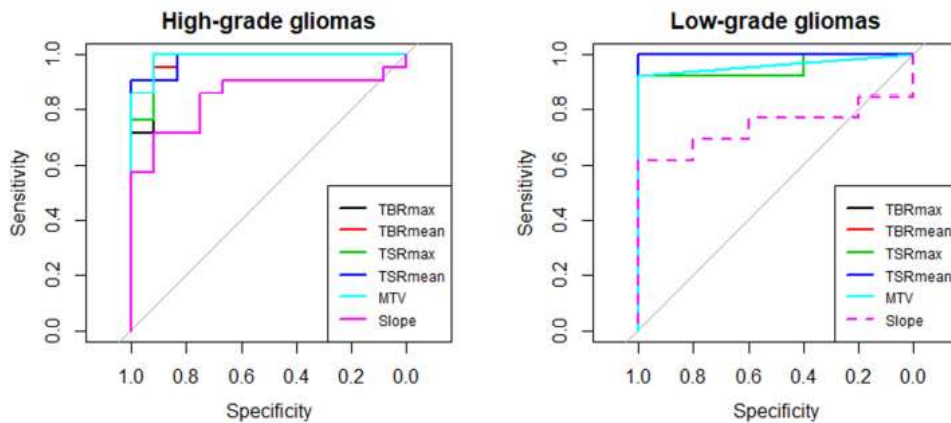 High-grade gliomas
Sensitivity
1.0
0.8
0.6
0.4
0.2
0.0
TBRmax
TBRmean
TSRmax
TSRmean
MTV
Slope
1.0 0.8 0.6 0.4 0.2 0.0
Specificity
Low-grade gliomas
Sensitivity
1.0
0.8
0.6
0.4
0.2
0.0
TBRmax
TBRmean
TSRmax
TSRmean
MTV
Slope
1.0 0.8 0.6 0.4 0.2 0.0
Specificity